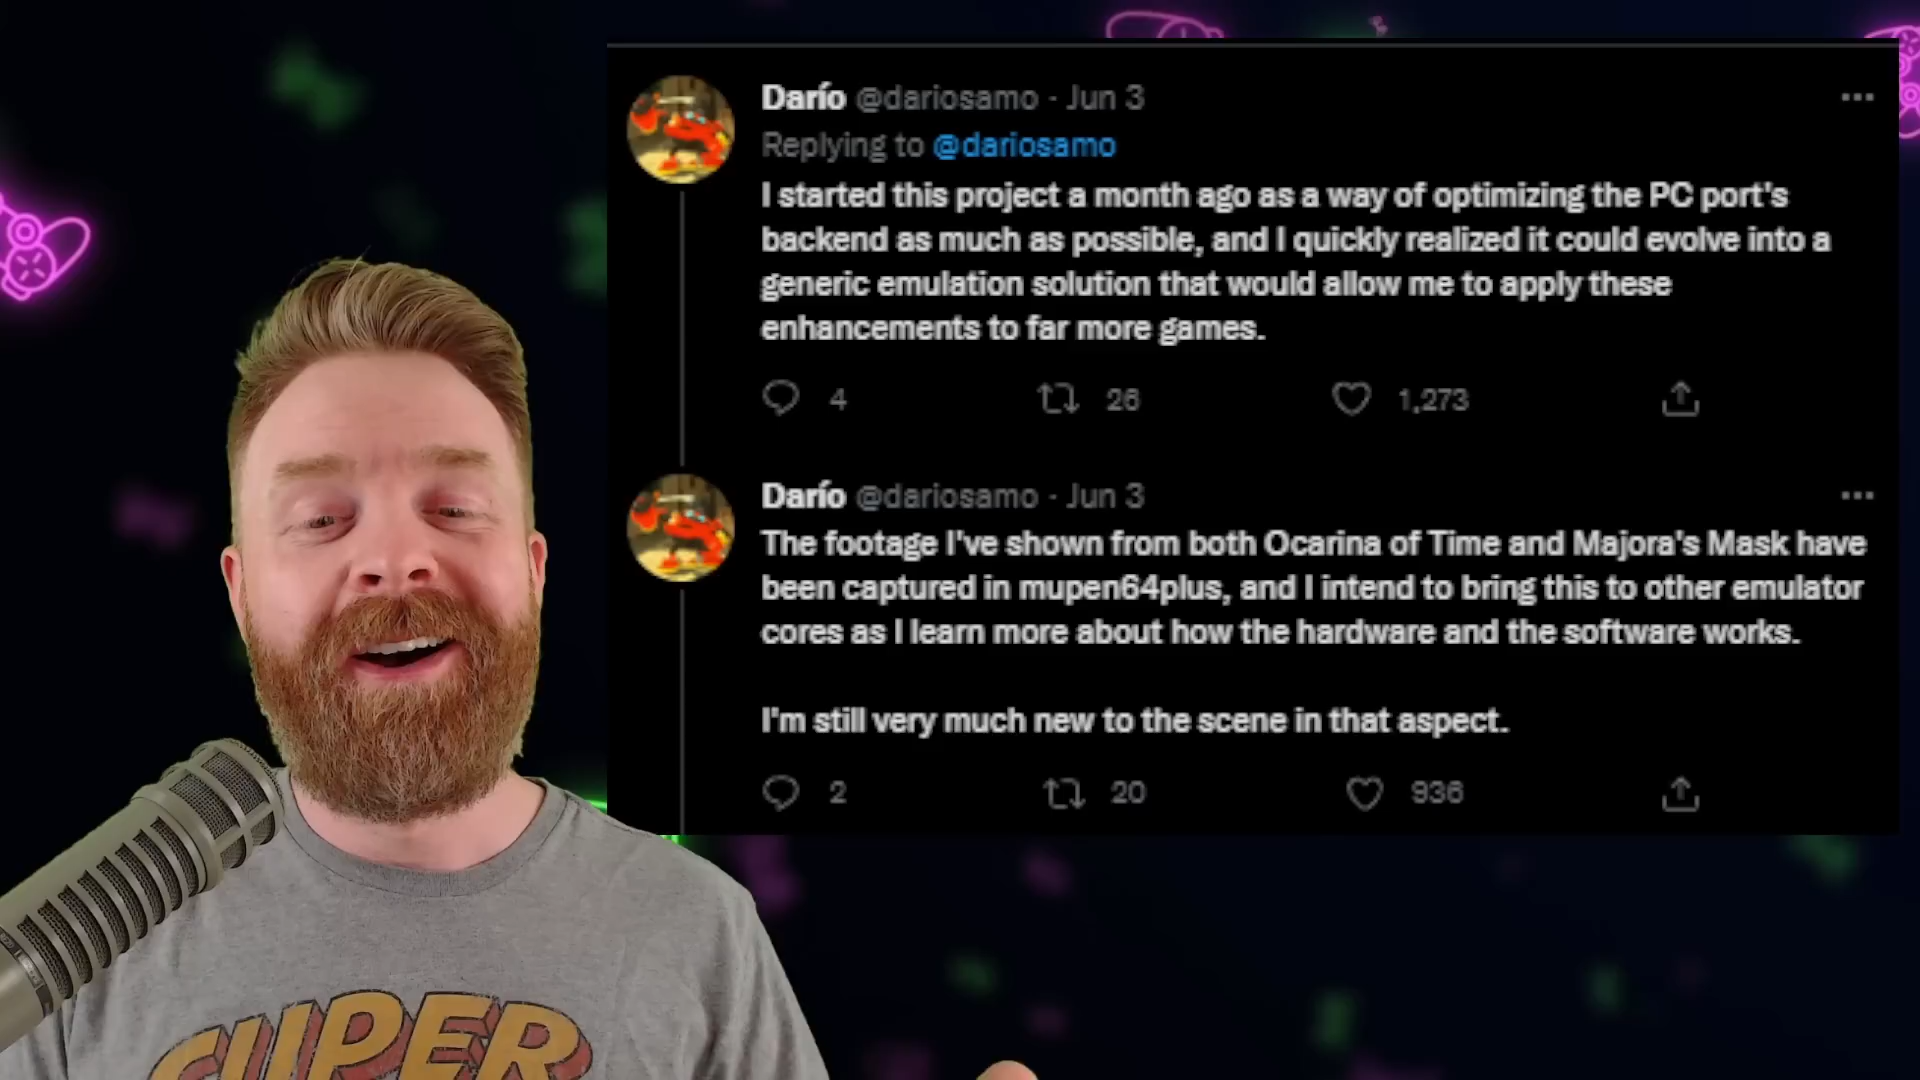 Darío @dariosamo · Jun 3
Replying to @dariosamo
I started this project a month ago as a way of optimizing the PC port's
backend as much as possible, and I quickly realized it could evolve into a
generic emulation solution that would allow me to apply these
enhancements to far more games.
4 26 1,273
Darío @dariosamo · Jun 3
The footage I've shown from both Ocarina of Time and Majora's Mask have
been captured in mupen64plus, and I intend to bring this to other emulator
cores as I learn more about how the hardware and the software works.
I'm still very much new to the scene in that aspect.
2 20 936
SUPER